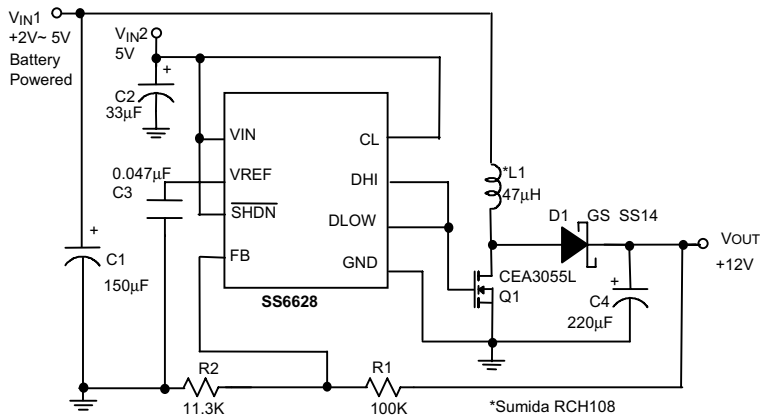 VIN1
+2V~ 5V
Battery
Powered
VIN2
5V
+
C2
33μF
0.047μF
C3
+
C1
150μF
VIN
VREF
SHDN
FB
CL
DHI
DLOW
GND
SS6628
*L1
47μH
D1 GS SS14
VOUT
+12V
CEA3055L
Q1
+
C4
220μF
R2
11.3K
R1
100K
*Sumida RCH108